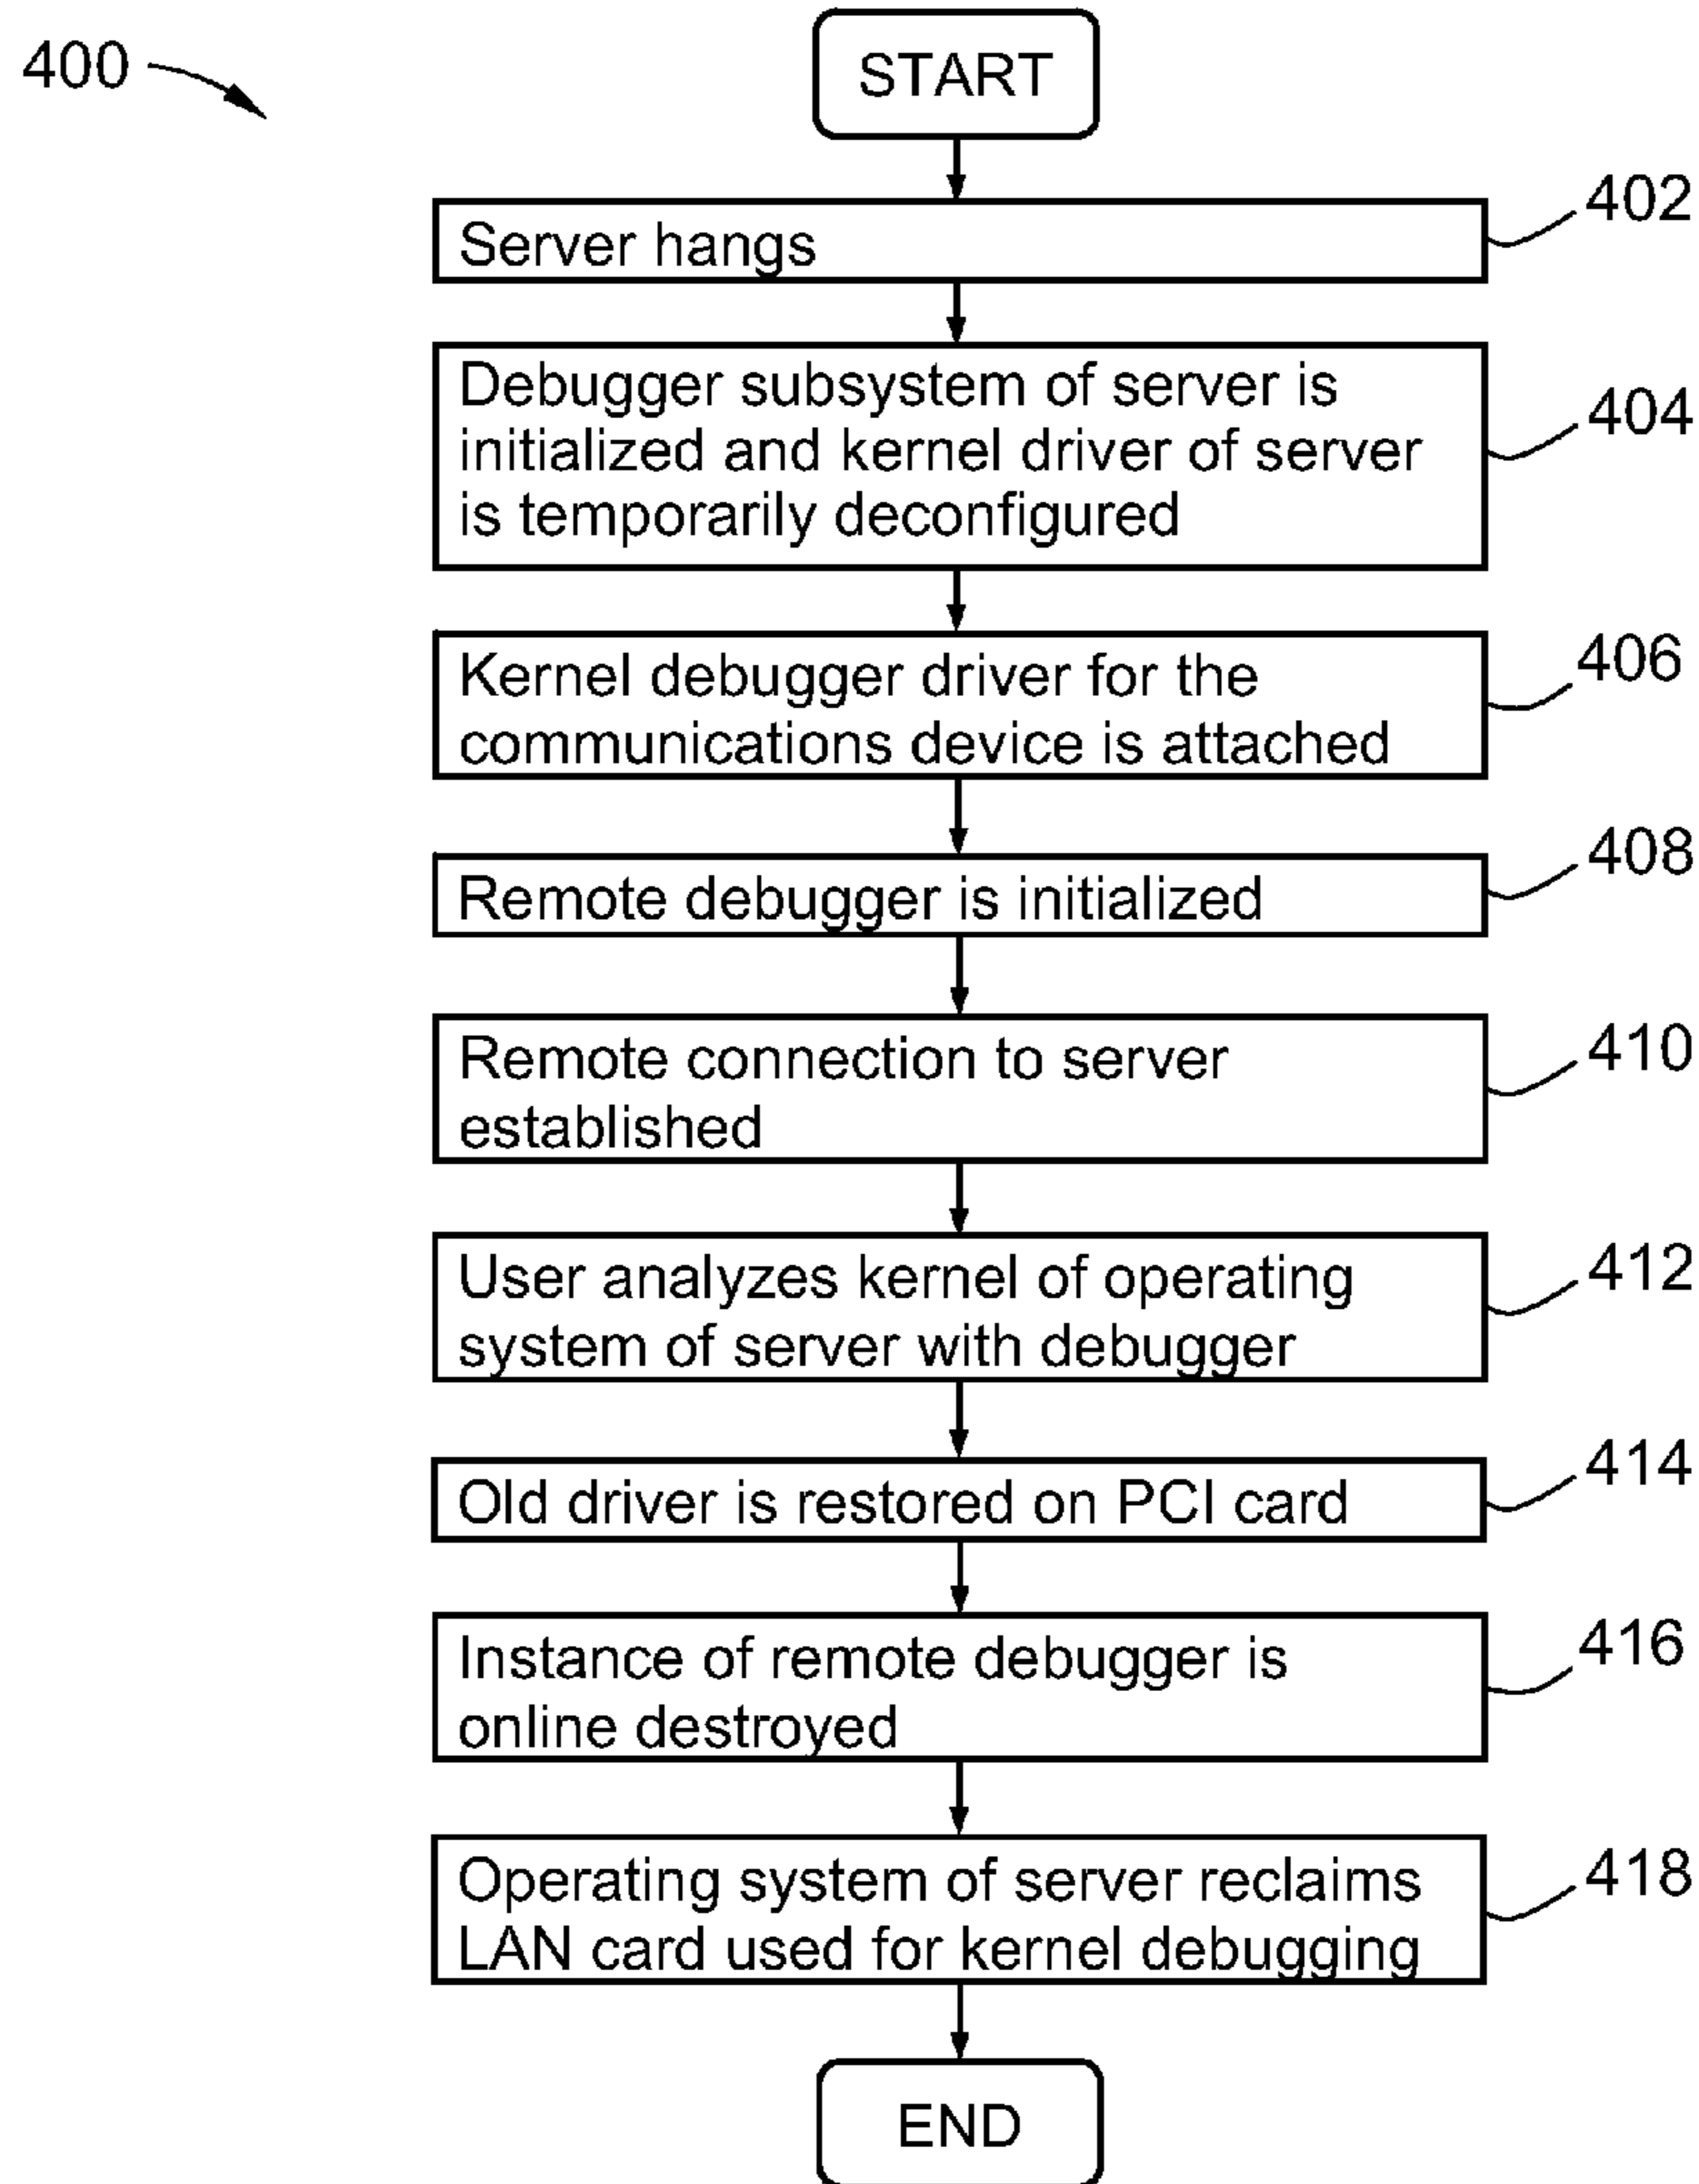 400
START
402
Server hangs
404
Debugger subsystem of server is
initialized and kernel driver of server
is temporarily deconfigured
406
Kernel debugger driver for the
communications device is attached
408
Remote debugger is initialized
410
Remote connection to server
established
412
User analyzes kernel of operating
system of server with debugger
414
Old driver is restored on PCI card
416
Instance of remote debugger is
online destroyed
418
Operating system of server reclaims
LAN card used for kernel debugging
END